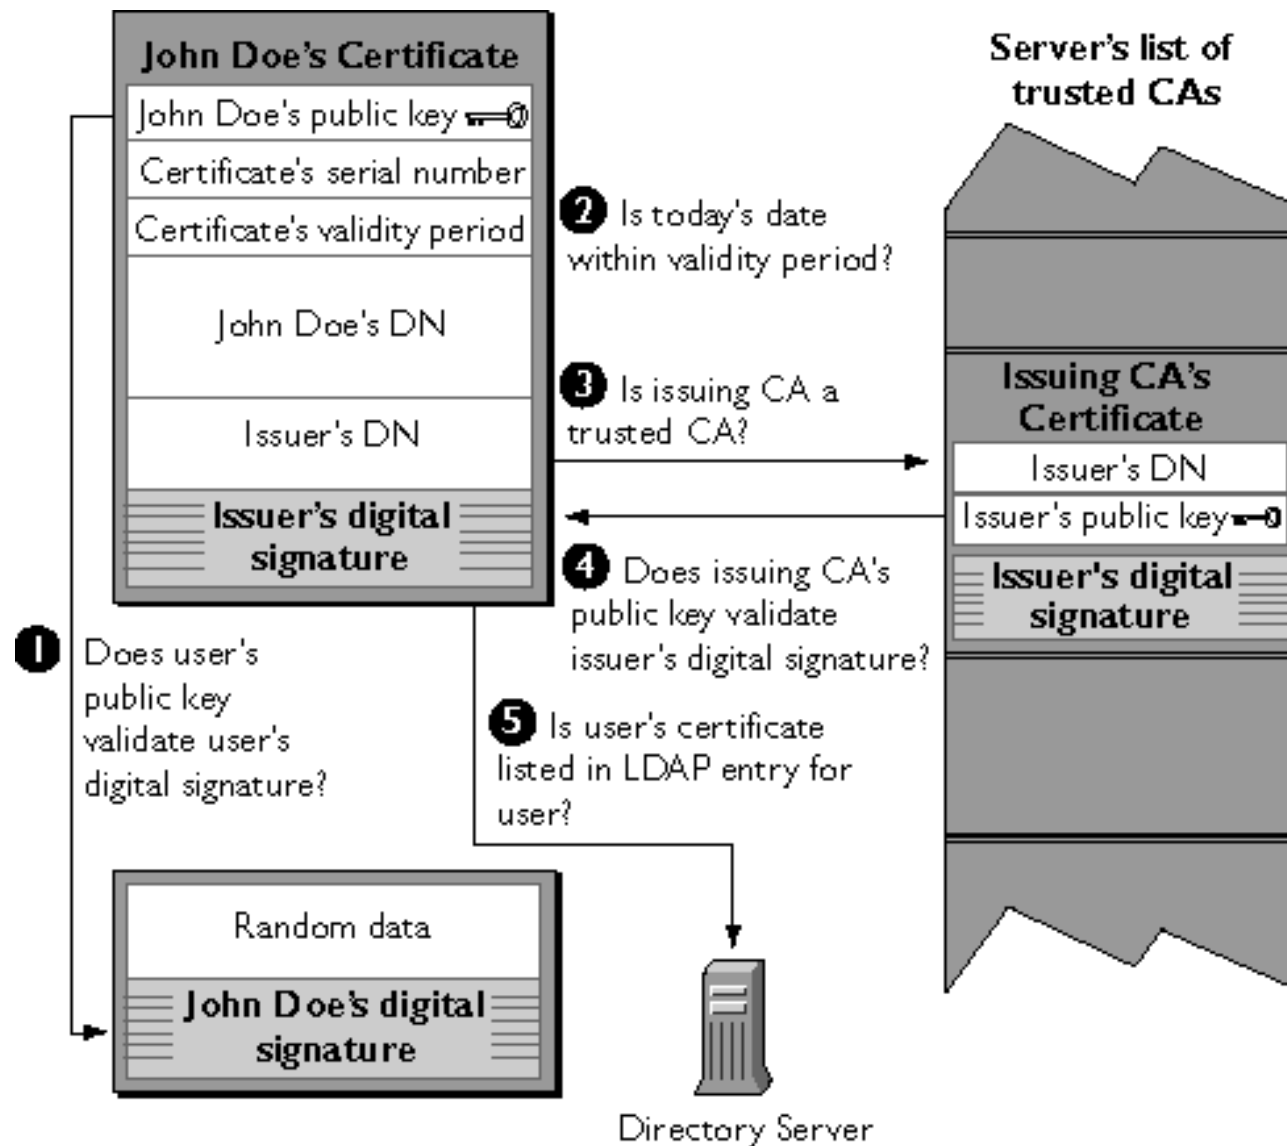 John Doe's Certificate
John Doe's public key
Certificate's serial number
Certificate's validity period
John Doe's DN
Issuer's DN
Issuer's digital
signature
Server's list of
trusted CAs
2 Is today's date
within validity period?
3 Is issuing CA a
trusted CA?
Issuing CA's
Certificate
Issuer's DN
Issuer's public key
Issuer's digital
signature
4 Does issuing CA's
public key validate
issuer's digital signature?
1 Does user's
public key
validate user's
digital signature?
5 Is user's certificate
listed in LDAP entry for
user?
Random data
John Doe's digital
signature
Directory Server